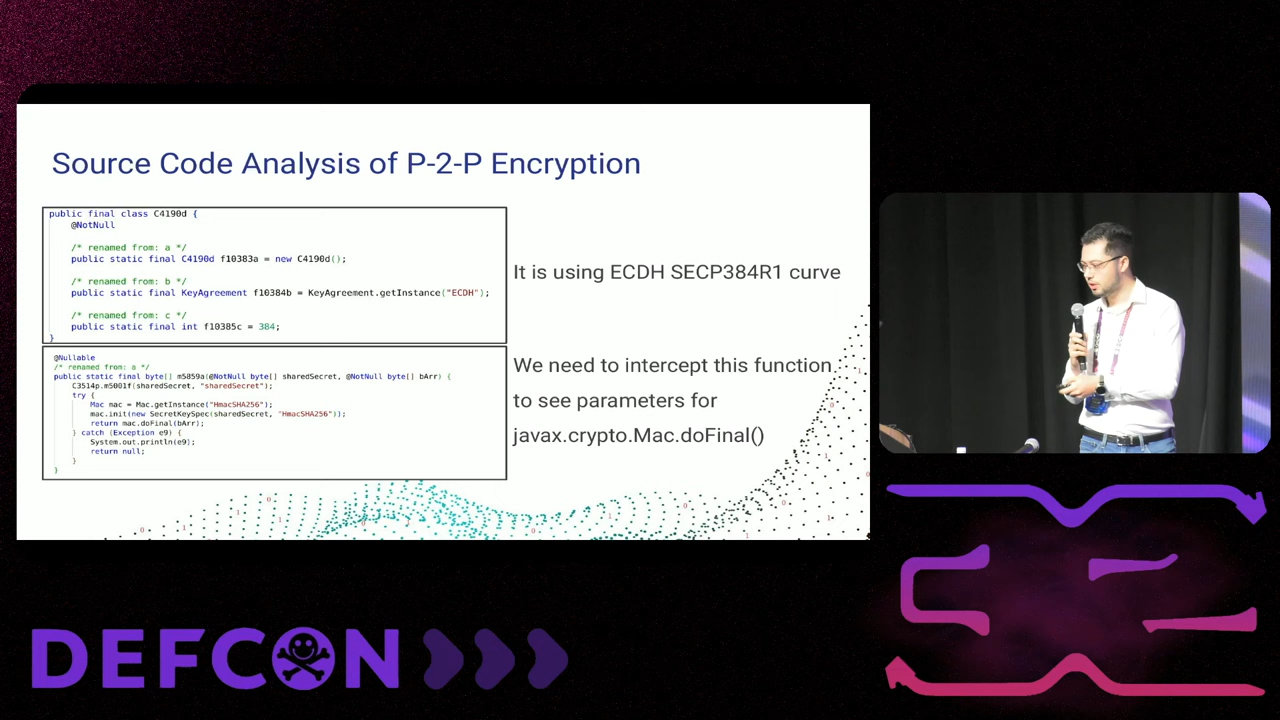 Source Code Analysis of P-2-P Encryption
public final class C4190d {
@NotNull
/* renamed from: a */
public static final C4190d f10383a = new C4190d();
/* renamed from: b */
public static final KeyAgreement f10384b = KeyAgreement.getInstance("ECDH");
/* renamed from: c */
public static final int f10385c = 384;
}
It is using ECDH SECP384R1 curve
@Nullable
/* renamed from: a */
public static final byte[] m5859a(@NotNull byte[] sharedSecret, @NotNull byte[] bArr) {
C3514p.m5001f(sharedSecret, "sharedSecret");
try {
Mac mac = Mac.getInstance("HmacSHA256");
mac.init(new SecretKeySpec(sharedSecret, "HmacSHA256"));
return mac.doFinal(bArr);
} catch (Exception e9) {
System.out.println(e9);
return null;
}
}
We need to intercept this function
to see parameters for
javax.crypto.Mac.doFinal()
DEFCON